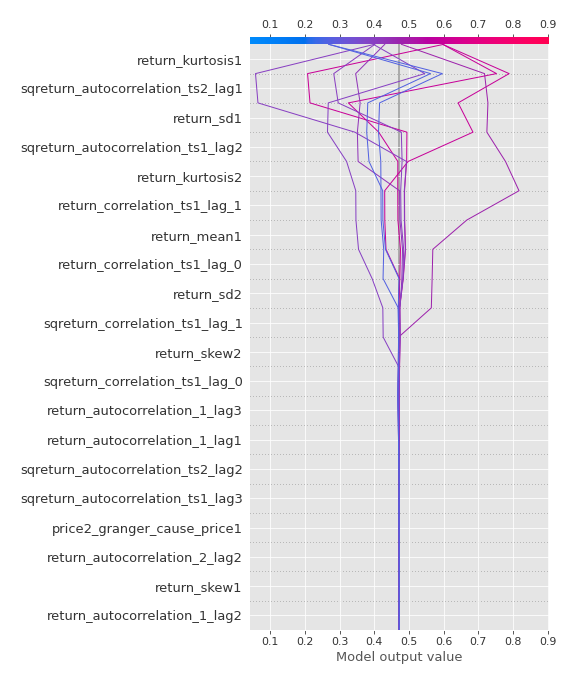 0.1 0.2 0.3 0.4 0.5 0.6 0.7 0.8 0.9
return_kurtosis1
sqreturn_autocorrelation_ts2_lag1
return_sd1
sqreturn_autocorrelation_ts1_lag2
return_kurtosis2
return_correlation_ts1_lag_1
return_mean1
return_correlation_ts1_lag_0
return_sd2
sqreturn_correlation_ts1_lag_1
return_skew2
sqreturn_correlation_ts1_lag_0
return_autocorrelation_1_lag3
return_autocorrelation_1_lag1
sqreturn_autocorrelation_ts2_lag2
sqreturn_autocorrelation_ts1_lag3
price2_granger_cause_price1
return_autocorrelation_2_lag2
return_skew1
return_autocorrelation_1_lag2
0.1 0.2 0.3 0.4 0.5 0.6 0.7 0.8 0.9
Model output value